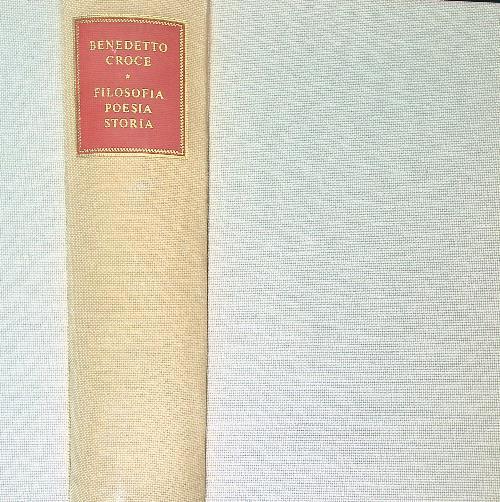 BENEDETTO
CROCE
*
FILOSOFIA
POESIA
STORIA